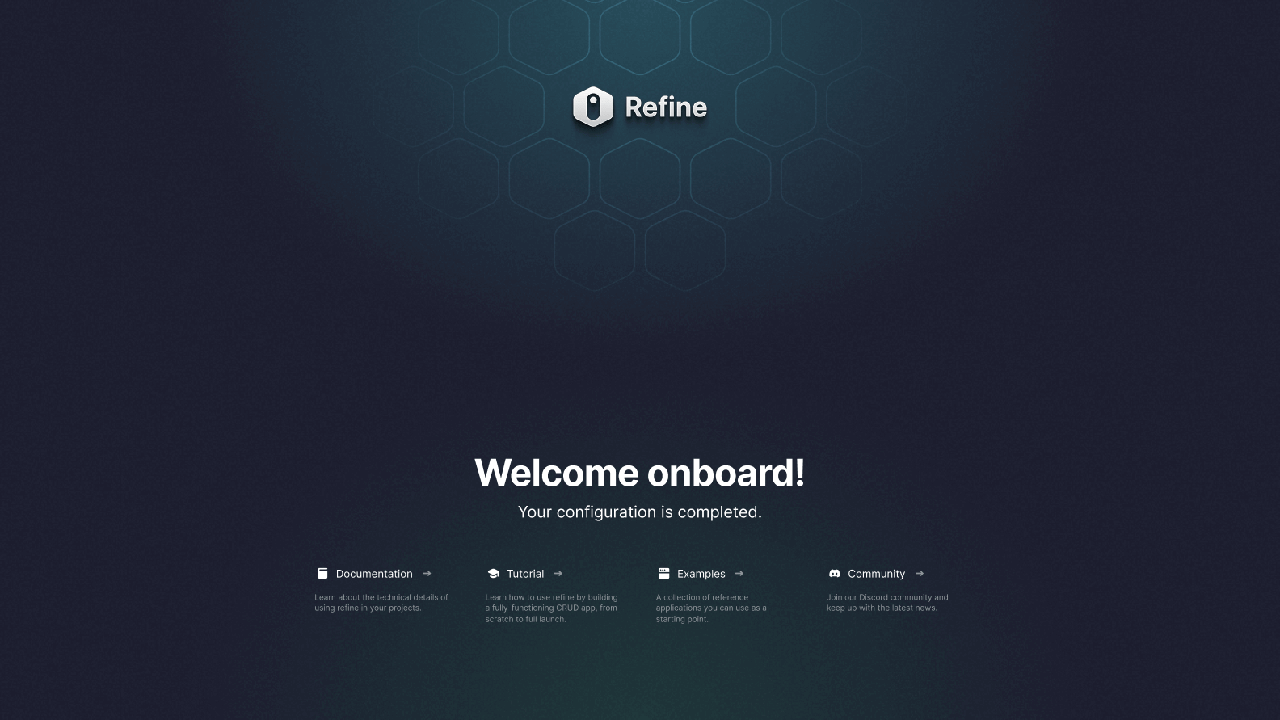 Refine
Welcome onboard!
Your configuration is completed.
Documentation
Learn about the technical details of
using refine in your projects.
Tutorial
Learn how to use refine by building
a fully-functioning CRUD app, from
scratch to full launch.
Examples
A collection of reference
applications you can use as a
starting point.
Community
Join our Discord community and
keep up with the latest news.